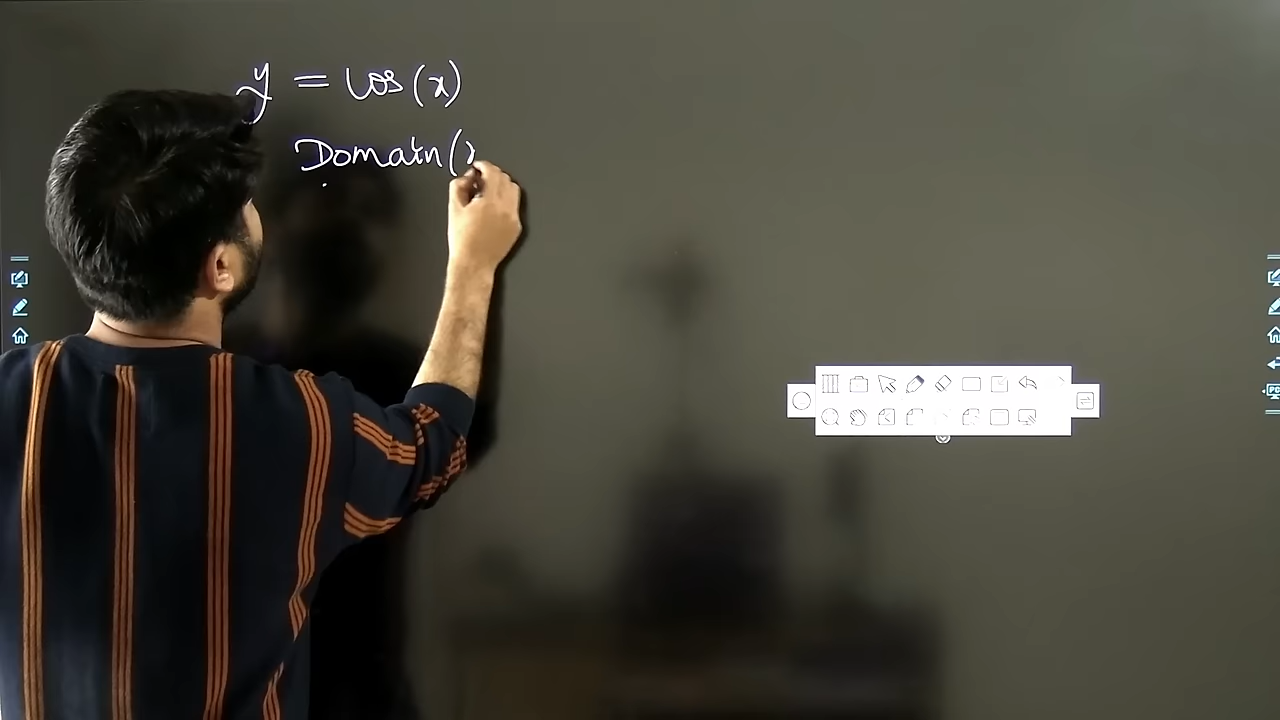 y = cos(x)
Domain(x